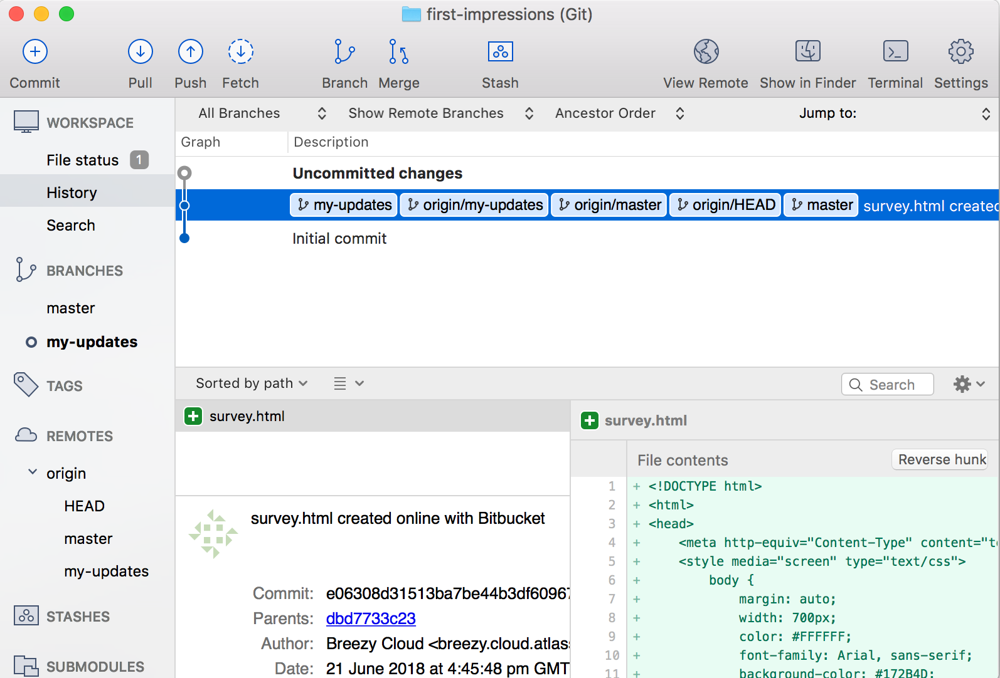 first-impressions (Git)
Commit Pull Push Fetch Branch Merge Stash View Remote Show in Finder Terminal Settings
WORKSPACE
File status 1
History
Search
BRANCHES
master
my-updates
TAGS
REMOTES
origin
HEAD
master
my-updates
STASHES
SUBMODULES
All Branches Show Remote Branches Ancestor Order Jump to:
Graph Description
Uncommitted changes
my-updates origin/my-updates origin/master origin/HEAD master survey.html created
Initial commit
Sorted by path Search
survey.html
survey.html created online with Bitbucket
Commit: e06308d31513ba7be44b3df60967
Parents: dbd7733c23
Author: Breezy Cloud <breezy.cloud.atlas
Date: 21 June 2018 at 4:45:48 pm GMT
survey.html
File contents Reverse hunk
1 + <!DOCTYPE html>
2 + <html>
3 + <head>
4 + <meta http-equiv="Content-Type" content="te
5 + <style media="screen" type="text/css">
6 + body {
7 + margin: auto;
8 + width: 700px;
9 + color: #FFFFFF;
10 + font-family: Arial, sans-serif;
11 + background-color: #172B4D;